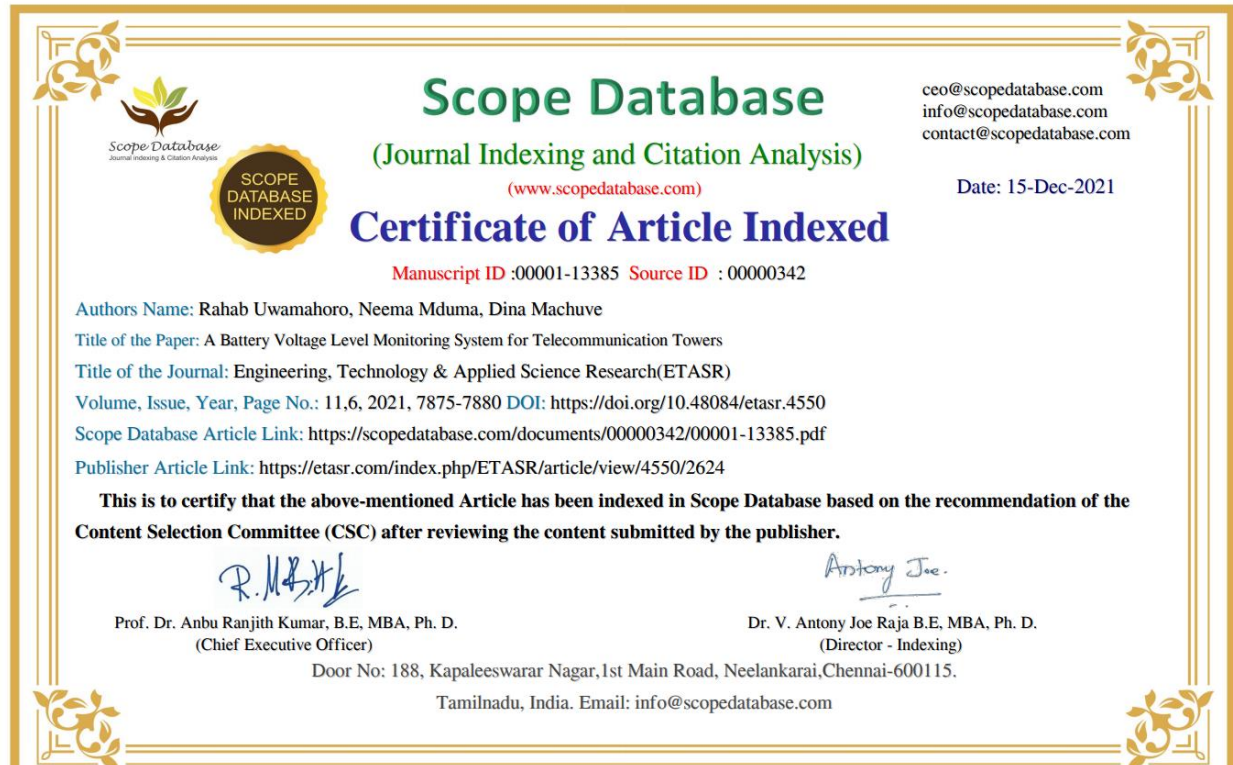 Scope Database
(Journal Indexing and Citation Analysis)
(www.scopedatabase.com)
ceo@scopedatabase.com
info@scopedatabase.com
contact@scopedatabase.com
Date: 15-Dec-2021
Scope Database
Journal Indexing & Citation Analysis
SCOPE
DATABASE
INDEXED
Certificate of Article Indexed
Manuscript ID :00001-13385 Source ID : 00000342
Authors Name: Rahab Uwamahoro, Neema Mduma, Dina Machuve
Title of the Paper: A Battery Voltage Level Monitoring System for Telecommunication Towers
Title of the Journal: Engineering, Technology & Applied Science Research(ETASR)
Volume, Issue, Year, Page No.: 11,6, 2021, 7875-7880 DOI: https://doi.org/10.48084/etasr.4550
Scope Database Article Link: https://scopedatabase.com/documents/00000342/00001-13385.pdf
Publisher Article Link: https://etasr.com/index.php/ETASR/article/view/4550/2624
This is to certify that the above-mentioned Article has been indexed in Scope Database based on the recommendation of the
Content Selection Committee (CSC) after reviewing the content submitted by the publisher.
Antony Joe.
Prof. Dr. Anbu Ranjith Kumar, B.E, MBA, Ph. D.
(Chief Executive Officer)
Dr. V. Antony Joe Raja B.E, MBA, Ph. D.
(Director - Indexing)
Door No: 188, Kapaleeswarar Nagar,1st Main Road, Neelankarai,Chennai-600115.
Tamilnadu, India. Email: info@scopedatabase.com